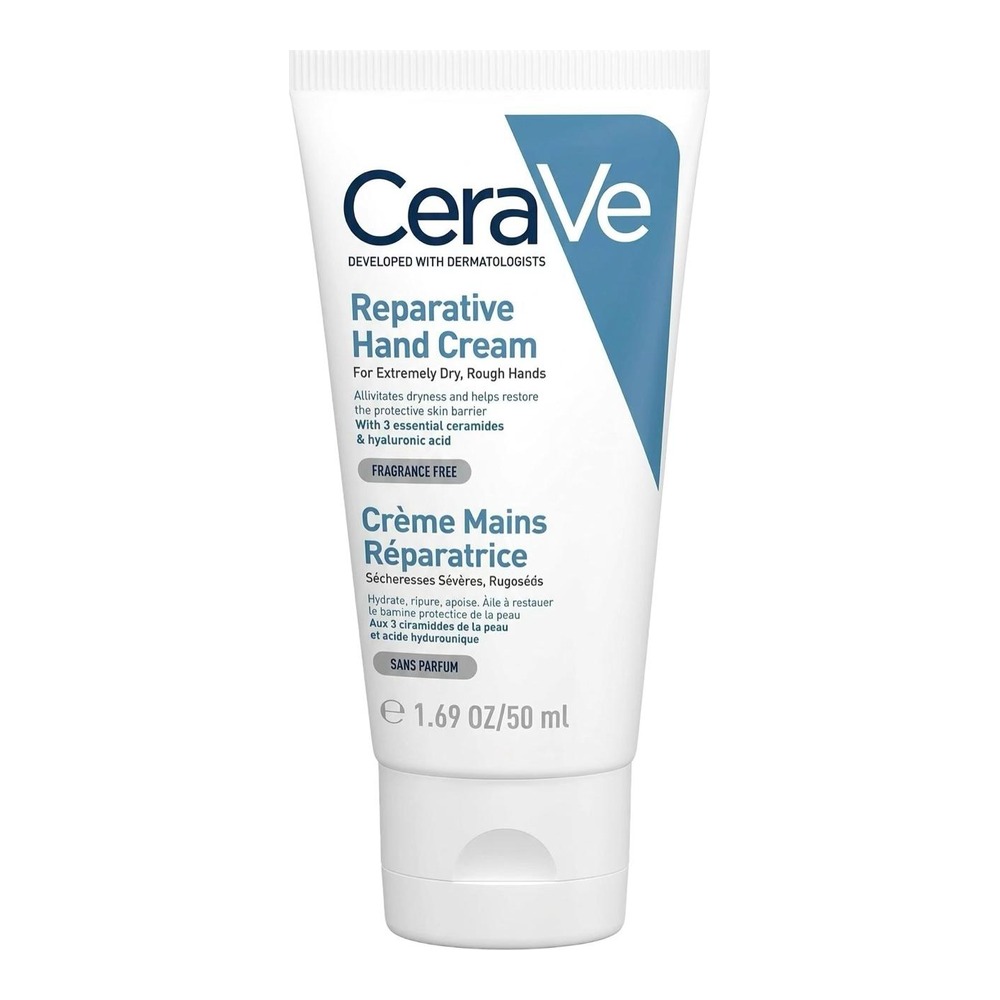 CeraVe
DEVELOPED WITH DERMATOLOGISTS
Reparative
Hand Cream
For Extremely Dry, Rough Hands
Allivitates dryness and helps restore
the protective skin barrier
With 3 essential ceramides
& hyaluronic acid
FRAGRANCE FREE
Crème Mains
Réparatrice
Sécheresses Sévères, Rugoséđs
Hydrate, ripure, apoise. Àile à restauer
le bamine protectice de la peau
Aux 3 ciramiddes de la peau
et acide hydurounique
SANS PARFUM
℮ 1.69 OZ/50 ml